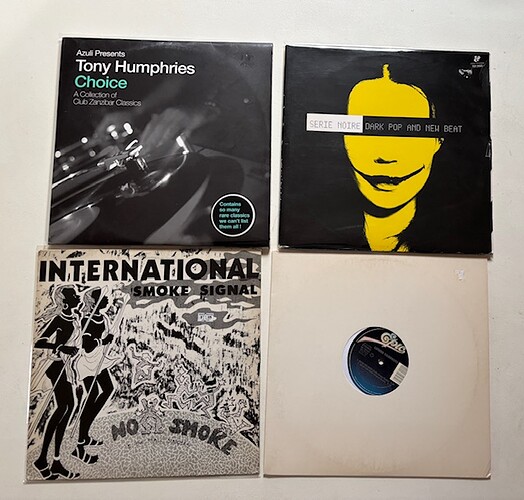 Azuli Presents
Tony Humphries
Choice
A Collection of
Club Zanzibar Classics
Contains
so many
rare classics
we can't list
them all !
SERIE NOIRE DARK POP AND NEW BEAT
INTERNATIONAL
SMOKE SIGNAL
NO SMOKE
Epic